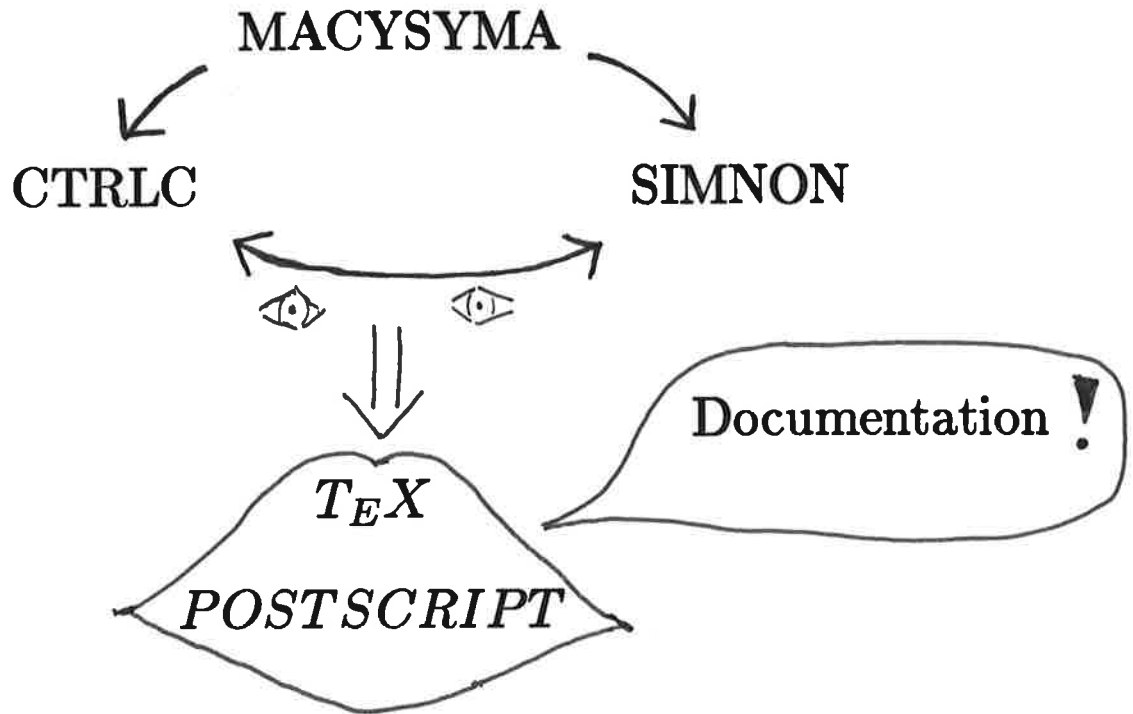 MACYSYMA
CTRLC SIMNON
Documentation !
TEX
POSTSCRIPT